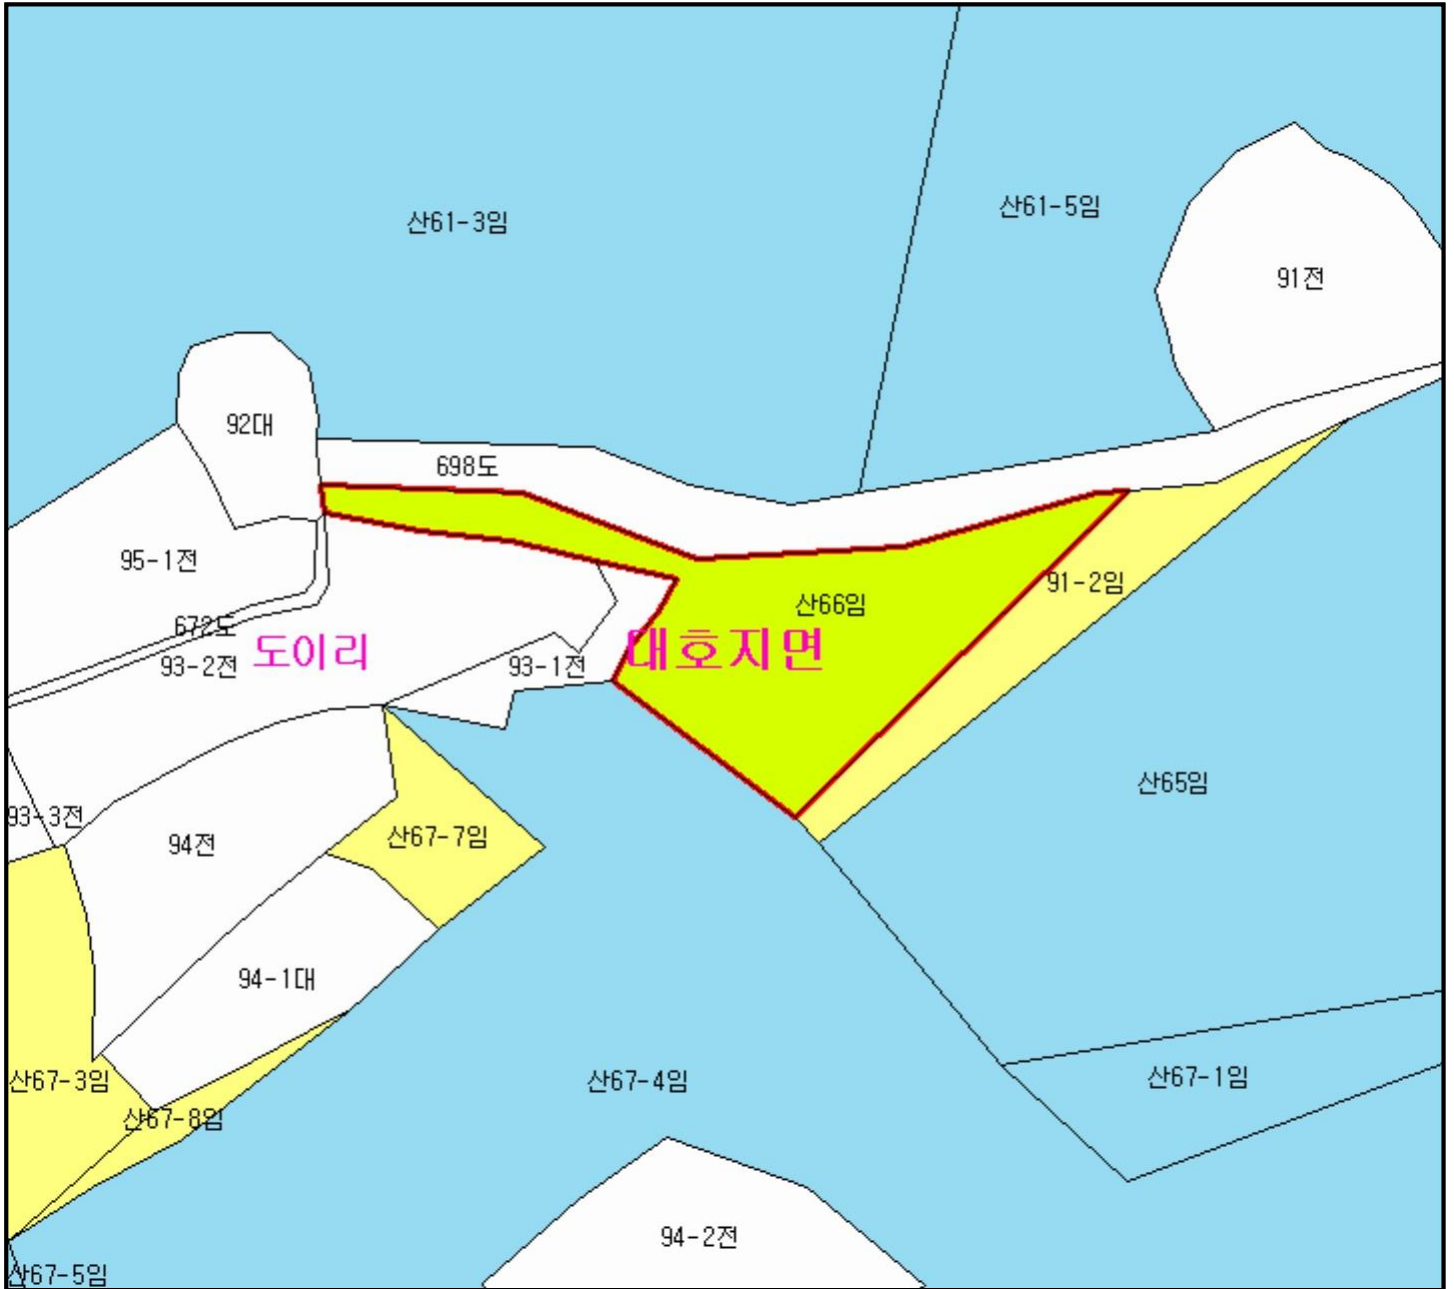 산61-5임
산61-3임
91전
92대
698도
95-1전
91-2임
산66임
672도
도이리
대호지면
93-2전
93-1전
산65임
93-3전
94전
산67-7임
94-1대
산67-3임
산67-4임
산67-1임
산67-8임
94-2전
산67-5임